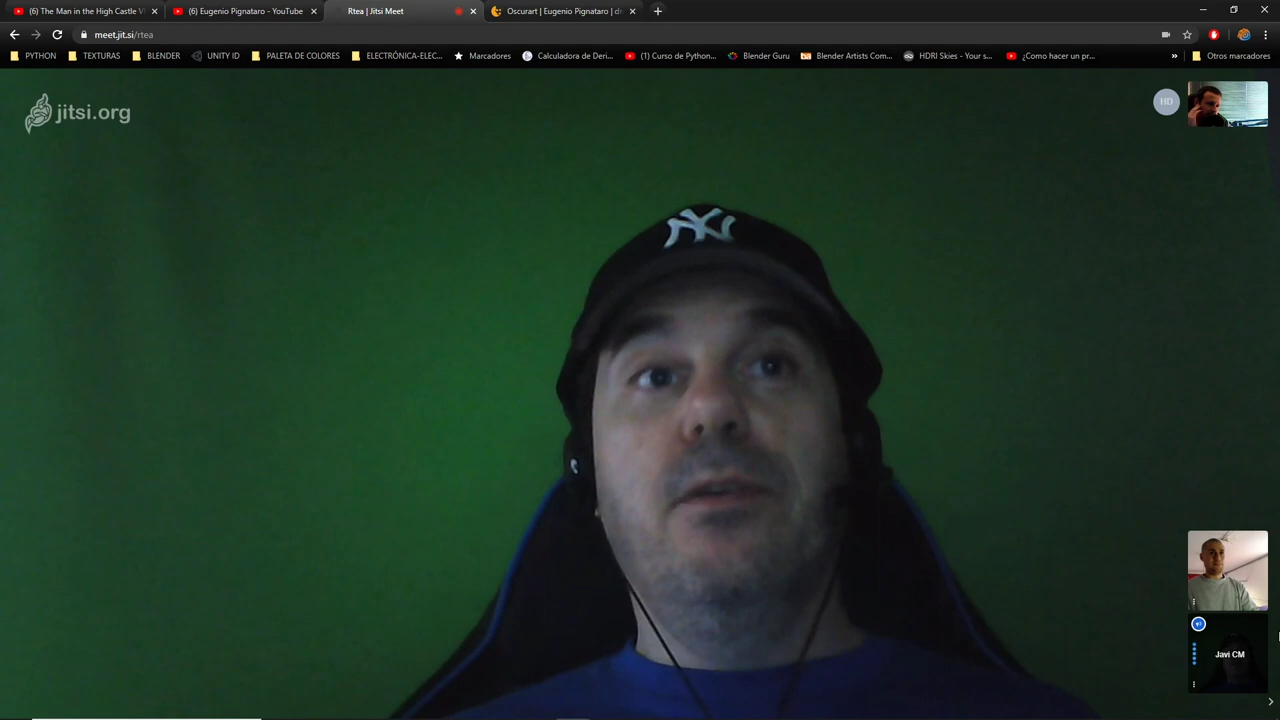 (6) The Man in the High Castle V
(6) Eugenio Pignataro - YouTube
Rtea | Jitsi Meet
Oscurart | Eugenio Pignataro | d
meet.jit.si/rtea
PYTHON
TEXTURAS
BLENDER
UNITY ID
PALETA DE COLORES
ELECTRÓNICA-ELEC...
Marcadores
Calculadora de Deri...
(1) Curso de Python...
Blender Guru
Blender Artists Com...
HDRI Skies - Your s...
¿Como hacer un pr...
»
Otros marcadores
jitsi.org
HD
NY
Javi CM